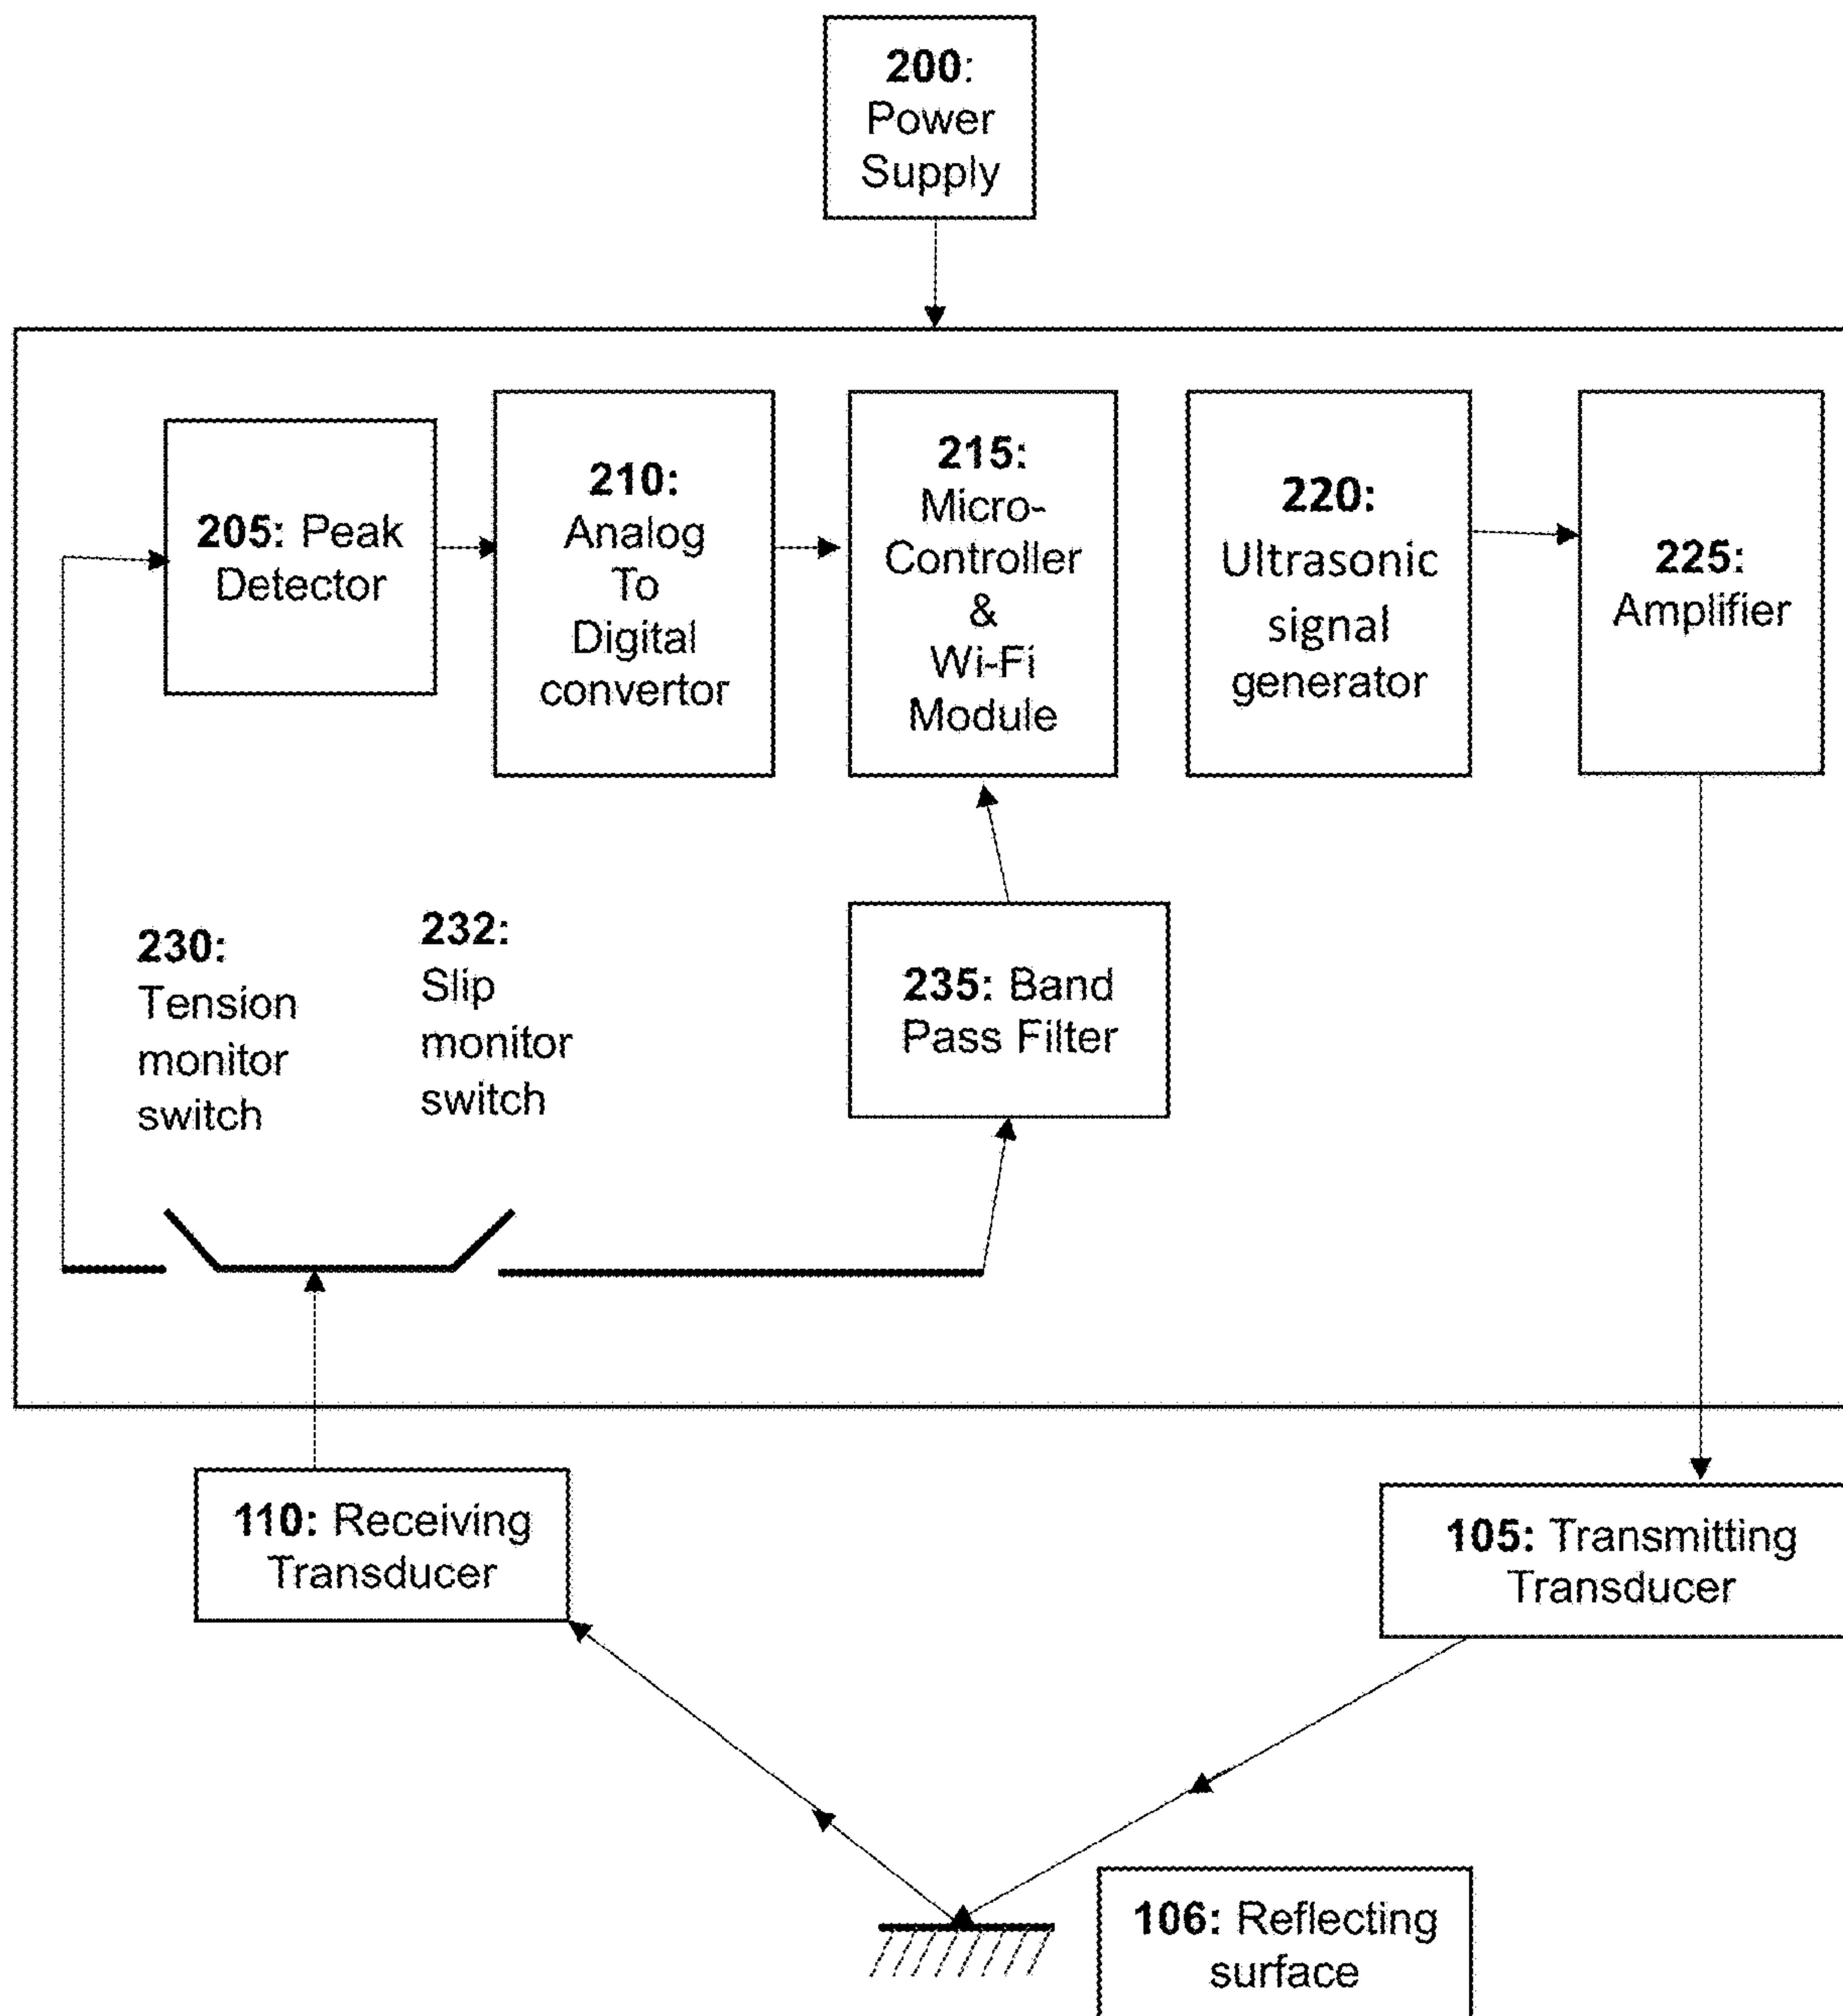 200:
Power
Supply
205: Peak
Detector
210:
Analog
To
Digital
convertor
215:
Micro-
Controller
&
Wi-Fi
Module
220:
Ultrasonic
signal
generator
225:
Amplifier
230:
Tension
monitor
switch
232:
Slip
monitor
switch
235: Band
Pass Filter
110: Receiving
Transducer
105: Transmitting
Transducer
106: Reflecting
surface